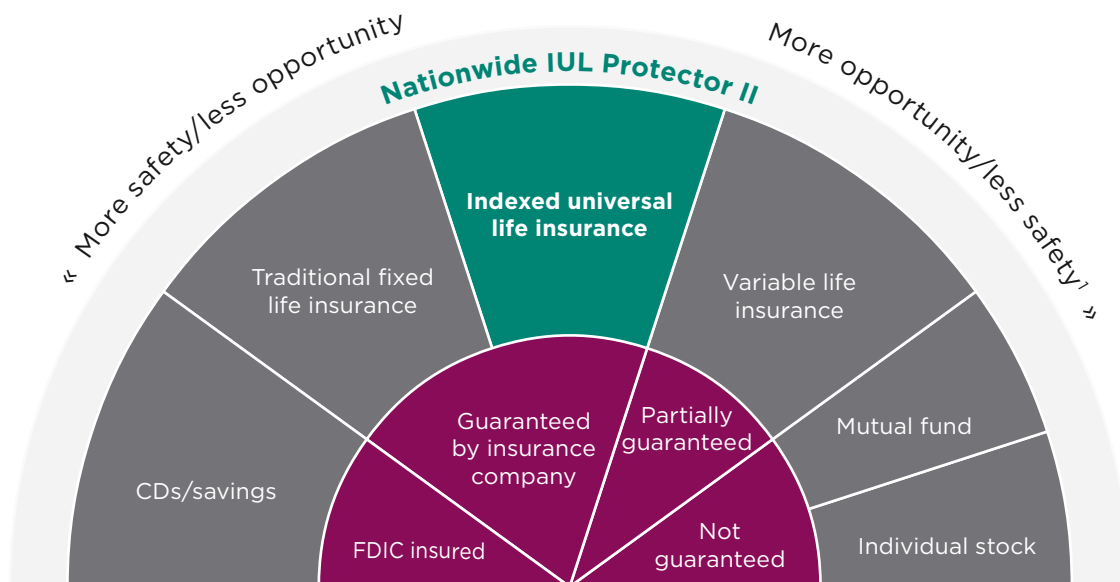 « More safety/less opportunity
Nationwide IUL Protector II
More opportunity/less safety¹ »
Indexed universal
life insurance
Traditional fixed
life insurance
Variable life
insurance
CDs/savings
Mutual fund
Individual stock
Guaranteed
by insurance
company
Partially
guaranteed
FDIC insured
Not
guaranteed